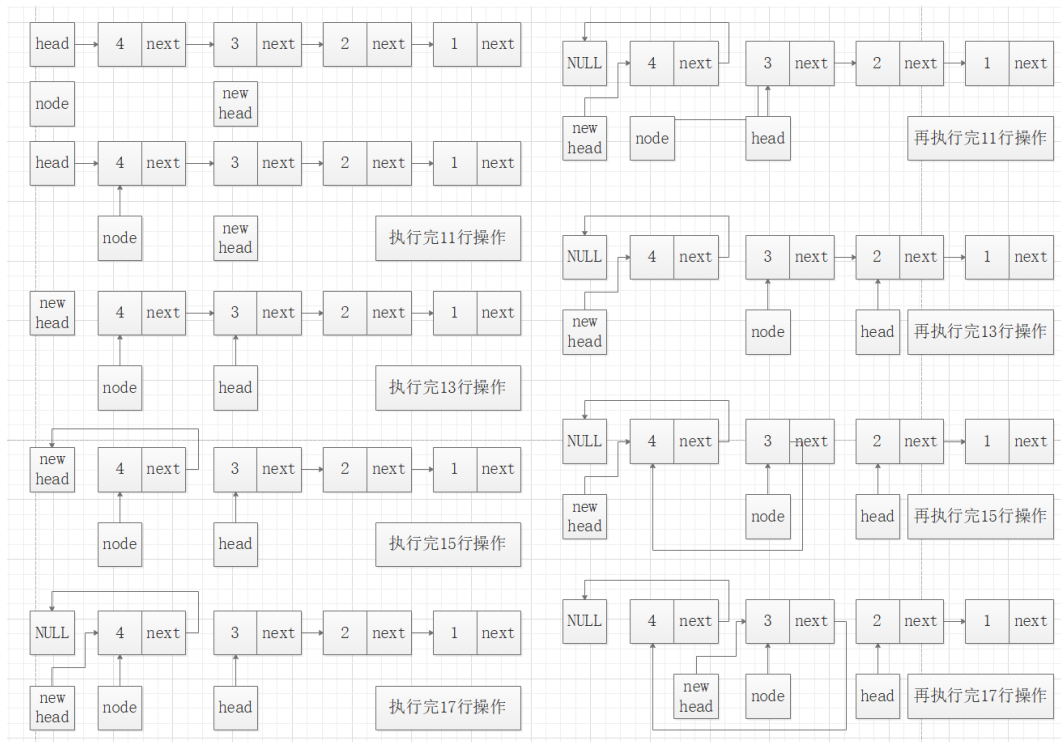 head 4 next 3 next 2 next 1 next
node new
head
head 4 next 3 next 2 next 1 next
node new
head 执行完11行操作
new
head 4 next 3 next 2 next 1 next
node head 执行完13行操作
new
head 4 next 3 next 2 next 1 next
node head 执行完15行操作
NULL 4 next 3 next 2 next 1 next
new
head node head 执行完17行操作
NULL 4 next 3 next 2 next 1 next
new
head node head 再执行完11行操作
NULL 4 next 3 next 2 next 1 next
new
head node head 再执行完13行操作
NULL 4 next 3 next 2 next 1 next
new
head node head 再执行完15行操作
NULL 4 next 3 next 2 next 1 next
new
head node head 再执行完17行操作